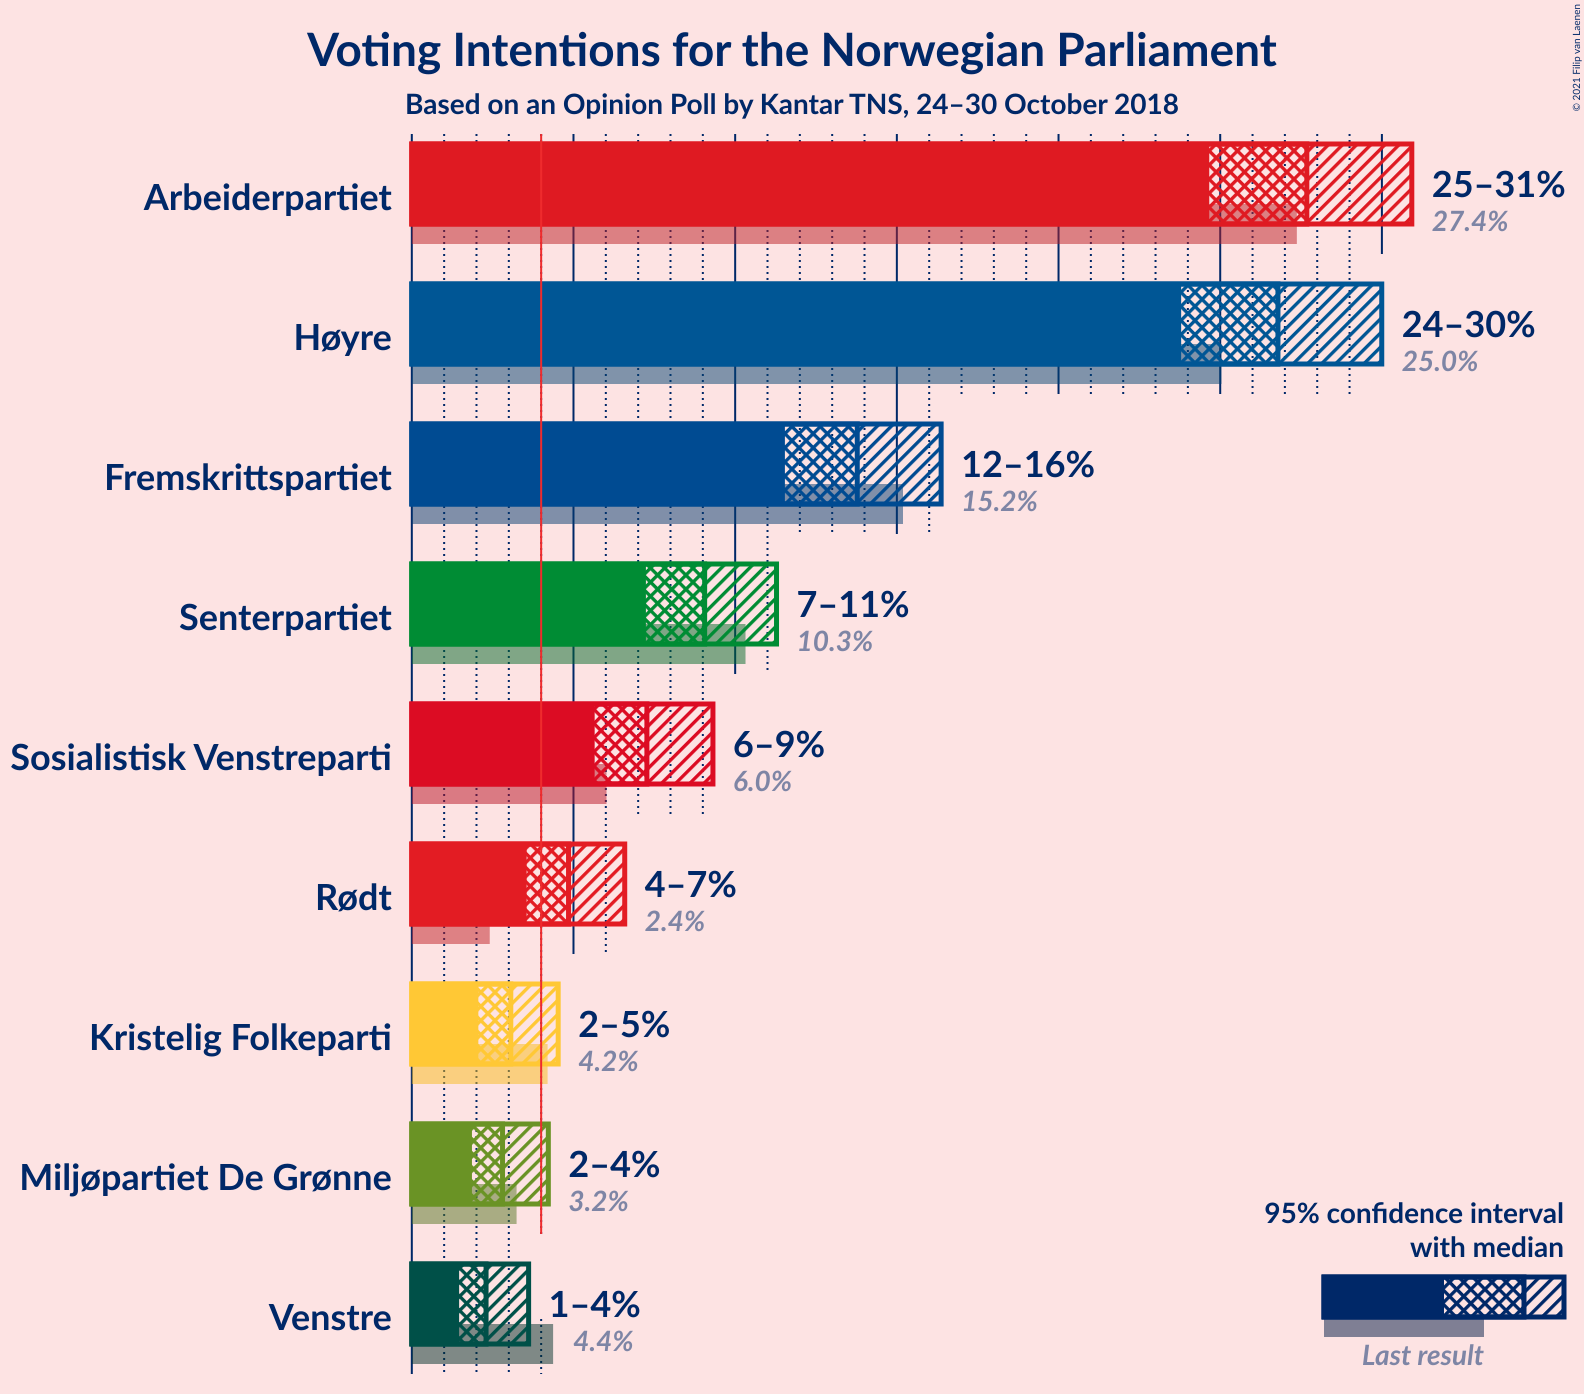 Voting Intentions for the Norwegian Parliament
Based on an Opinion Poll by Kantar TNS, 24–30 October 2018
© 2021 Filip van Laenen
Arbeiderpartiet
25–31%
27.4%
Høyre
24–30%
25.0%
Fremskrittspartiet
12–16%
15.2%
Senterpartiet
7–11%
10.3%
Sosialistisk Venstreparti
6–9%
6.0%
Rødt
4–7%
2.4%
Kristelig Folkeparti
2–5%
4.2%
Miljøpartiet De Grønne
2–4%
3.2%
Venstre
1–4%
4.4%
95% confidence interval
with median
Last result